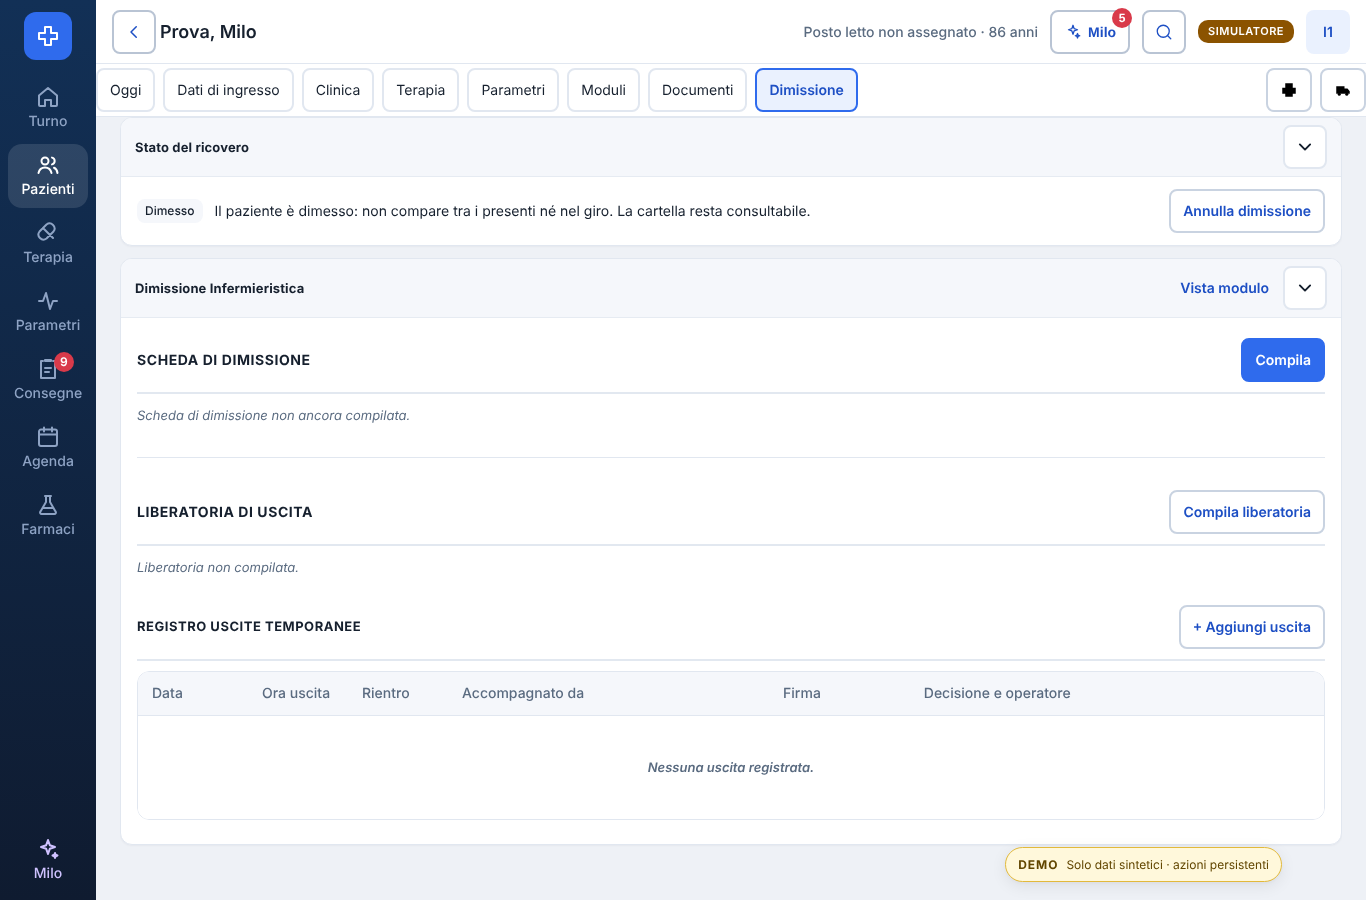 Prova, Milo
Posto letto non assegnato · 86 anni
Milo
5
SIMULATORE
I1
Turno
Pazienti
Terapia
Parametri
9
Consegne
Agenda
Farmaci
Milo
Oggi
Dati di ingresso
Clinica
Terapia
Parametri
Moduli
Documenti
Dimissione
Stato del ricovero
Dimesso
Il paziente è dimesso: non compare tra i presenti né nel giro. La cartella resta consultabile.
Annulla dimissione
Dimissione Infermieristica
Vista modulo
SCHEDA DI DIMISSIONE
Compila
Scheda di dimissione non ancora compilata.
LIBERATORIA DI USCITA
Compila liberatoria
Liberatoria non compilata.
REGISTRO USCITE TEMPORANEE
+ Aggiungi uscita
Data
Ora uscita
Rientro
Accompagnato da
Firma
Decisione e operatore
Nessuna uscita registrata.
DEMO Solo dati sintetici · azioni persistenti